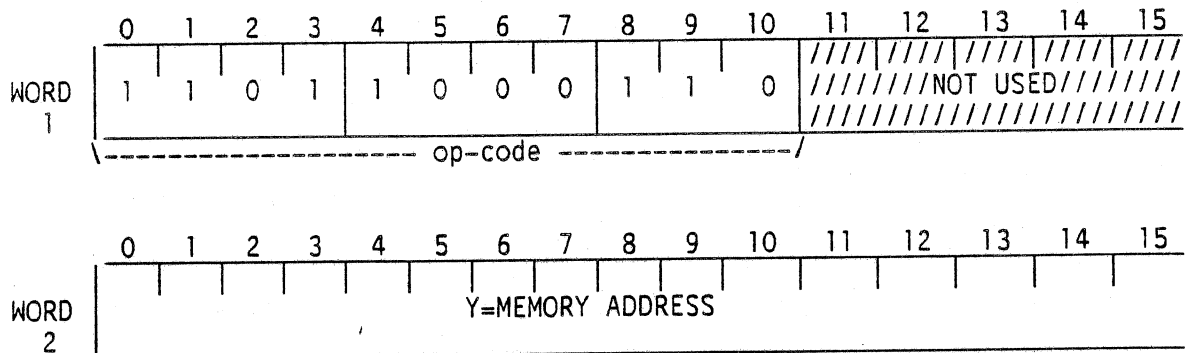 0 1 2 3 4 5 6 7 8 9 10 11 12 13 14 15
//// //// //// //// ////
WORD 1 1 0 1 1 0 0 0 1 1 0 ////////NOT USED////////
1 ////////////////////////
\------------------ op-code -------------/
0 1 2 3 4 5 6 7 8 9 10 11 12 13 14 15
Y=MEMORY ADDRESS
WORD
2